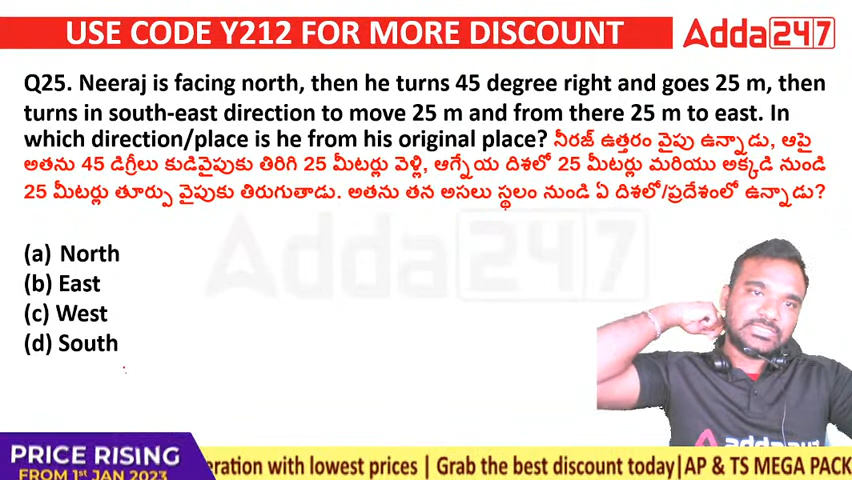 USE CODE Y212 FOR MORE DISCOUNT
Adda247
Q25. Neeraj is facing north, then he turns 45 degree right and goes 25 m, then
turns in south-east direction to move 25 m and from there 25 m to east. In
which direction/place is he from his original place? నీరజ్ ఉత్తరం వైపు ఉన్నాడు, ఆపై
అతను 45 డిగ్రీలు కుడివైపుకు తిరిగి 25 మీటర్లు వెళ్లి, ఆగ్నేయ దిశలో 25 మీటర్లు మరియు అక్కడి నుండి
25 మీటర్లు తూర్పు వైపుకు తిరుగుతాడు. అతను తన అసలు స్థలం నుండి ఏ దిశలో/ప్రదేశంలో ఉన్నాడు?
Adda247
(a) North
(b) East
(c) West
(d) South
Adda247
PRICE RISING
FROM 1ST JAN 2023
eration with lowest prices | Grab the best discount today|AP & TS MEGA PACK